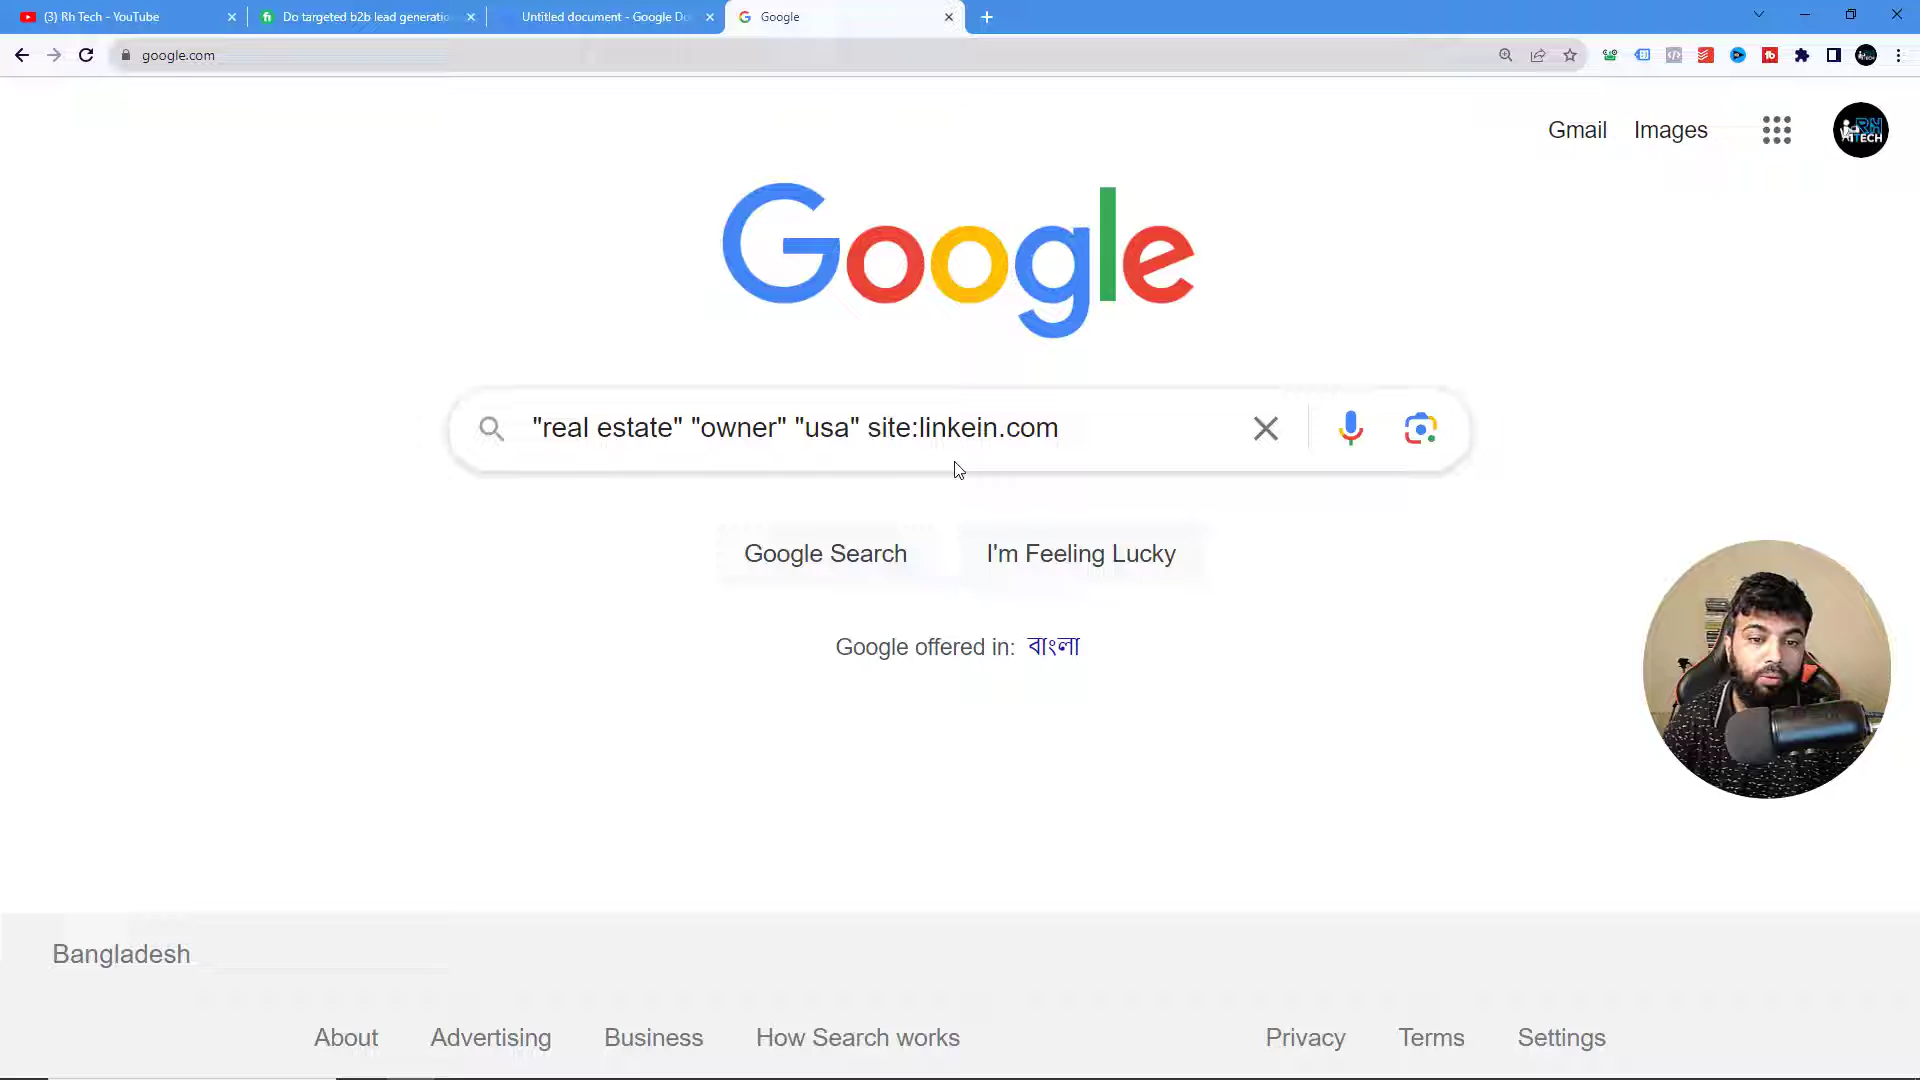 (3) Rh Tech - YouTube
Do targeted b2b lead generatio
Untitled document - Google Do
Google
google.com
Gmail
Images
Google
"real estate" "owner" "usa" site:linkein.com
Google Search
I'm Feeling Lucky
Google offered in: বাংলা
Bangladesh
About
Advertising
Business
How Search works
Privacy
Terms
Settings